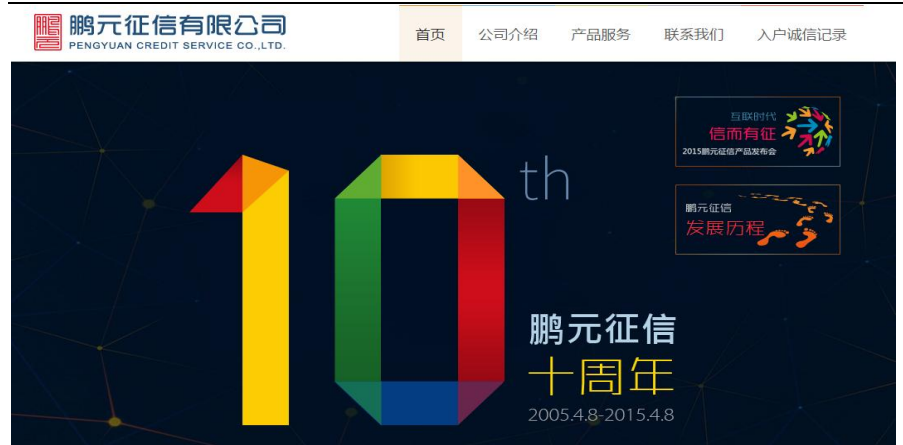 鹏元征信有限公司
PENGYUAN CREDIT SERVICE CO.,LTD.
首页 公司介绍 产品服务 联系我们 入户诚信记录
互联时代
信而有征
2015鹏元征信产品发布会
10th
鹏元征信
发展历程
鹏元征信
十周年
2005.4.8-2015.4.8